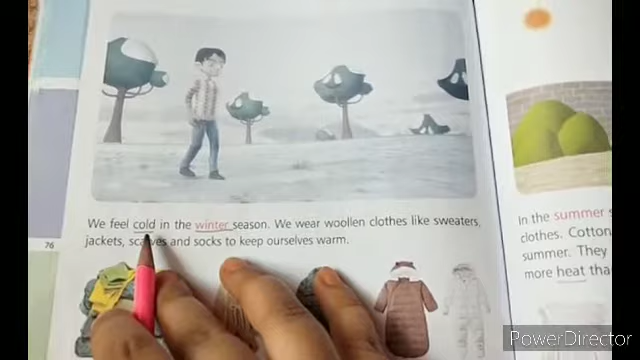 We feel cold in the winter season. We wear woollen clothes like sweaters,
jackets, scarves and socks to keep ourselves warm.
76
In the summer
clothes. Cotton
summer. They
more heat tha
PowerDirector